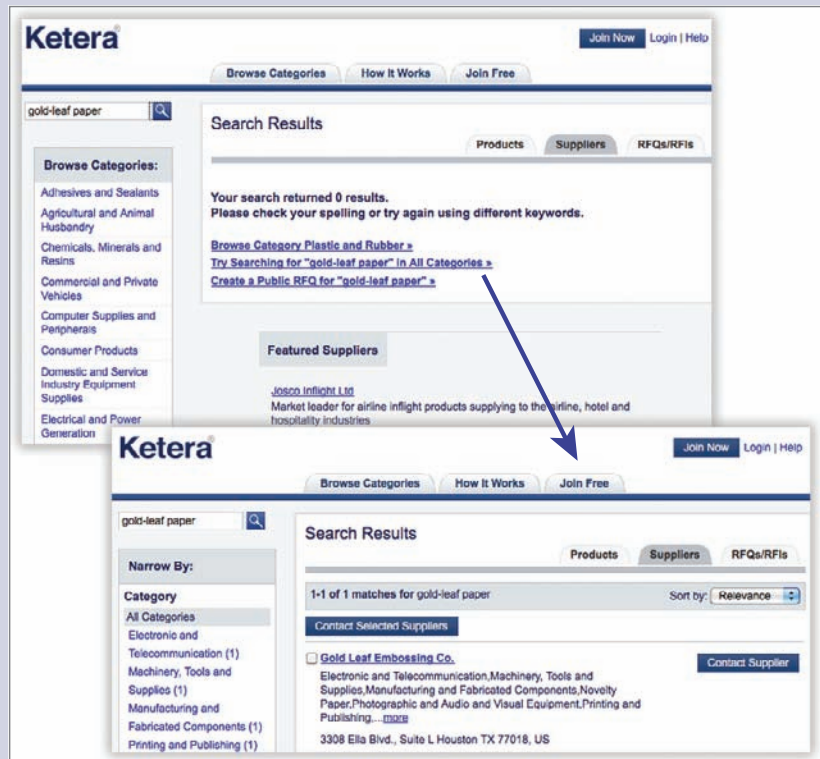 Ketera®
Join Now Login | Help
Browse Categories How It Works Join Free
gold-leaf paper
Search Results
Products Suppliers RFQs/RFIs
Browse Categories:
Adhesives and Sealants
Agricultural and Animal
Husbandry
Chemicals, Minerals and
Resins
Commercial and Private
Vehicles
Computer Supplies and
Peripherals
Consumer Products
Domestic and Service
Industry Equipment
Supplies
Electrical and Power
Generation
Your search returned 0 results.
Please check your spelling or try again using different keywords.
Browse Category Plastic and Rubber »
Try Searching for "gold-leaf paper" in All Categories »
Create a Public RFQ for "gold-leaf paper" »
Featured Suppliers
Josco Inflight Ltd
Market leader for airline inflight products supplying to the airline, hotel and
hospitality industries
Ketera®
Join Now Login | Help
Browse Categories How It Works Join Free
gold-leaf paper
Search Results
Products Suppliers RFQs/RFIs
Narrow By:
Category
All Categories
Electronic and
Telecommunication (1)
Machinery, Tools and
Supplies (1)
Manufacturing and
Fabricated Components (1)
Printing and Publishing (1)
1-1 of 1 matches for gold-leaf paper
Sort by: Relevance
Contact Selected Suppliers
Gold Leaf Embossing Co.
Contact Supplier
Electronic and Telecommunication,Machinery, Tools and
Supplies,Manufacturing and Fabricated Components,Novelty
Paper,Photographic and Audio and Visual Equipment,Printing and
Publishing,...more
3308 Ella Blvd., Suite L Houston TX 77018, US